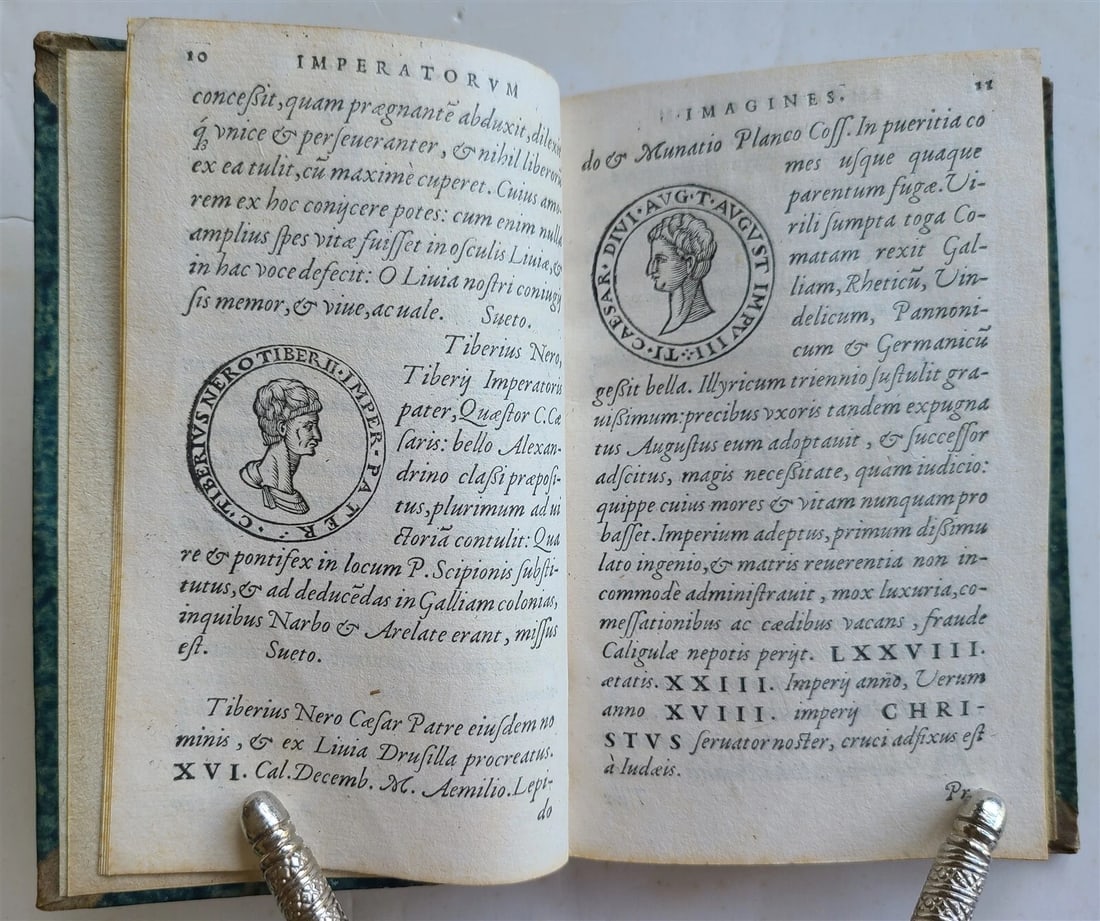 10 IMPERATORVM
conceßit, quam prægnantē abduxit, dilexit
q́; vnice & perſeueranter, & nihil liberorū
ex ea tulit, cū maximè cuperet. Cuius amo-
rem ex hoc conijcere potes: cum enim nulla
amplius ſpes vitæ fuiſſet in oſculis Liuiæ, &
in hac voce defecit: O Liuia noſtri coniugij
ſis memor, & viue, ac uale. Sueto.
C·TIBERIVS NERO TIBERII·IMPER·PATER·
Tiberius Nero,
Tiberij Imperatoris
pater, Quæſtor C. Cæ
ſaris: bello Alexan-
drino claßi præpoſi-
tus, plurimum ad ui
ctoriā contulit: Qua
re & pontifex in locum P. Scipionis ſubſti-
tutus, & ad deducēdas in Galliam colonias,
inquibus Narbo & Arelate erant, miſſus
eſt. Sueto.
Tiberius Nero Cæſar Patre eiuſdem no
minis, & ex Liuia Druſilla procreatus.
XVI. Cal. Decemb. M. Aemilio. Lepi-
do
IMAGINES. 11
do & Munatio Planco Coſſ. In pueritia co
TI·CAESAR·DIVI·AVG·T·AVGVST IMP VIII·
mes uſque quaque
parentum fugæ. Vi-
rili ſumpta toga Co-
matam rexit Gal-
liam, Rheticū, Vin-
delicum, Pannoni-
cum & Germanicū
geßit bella. Illyricum triennio ſuſtulit gra-
uißimum: precibus vxoris tandem expugna
tus Auguſtus eum adoptauit, & ſucceſſor
adſcitus, magis neceßitate, quàm iudicio:
quippe cuius mores & vitam nunquam pro
baſſet. Imperium adeptus, primum dißimu
lato ingenio, & matris reuerentia non in-
commodè adminiſtrauit, mox luxuria, co-
meſſationibus ac cædibus vacans, fraude
Caligulæ nepotis perijt. LXXVIII.
ætatis. XXIII. Imperij anno, Verum
anno XVIII. imperij CHRI-
STVS ſeruator noſter, cruci adfixus eſt
à Iudæis.